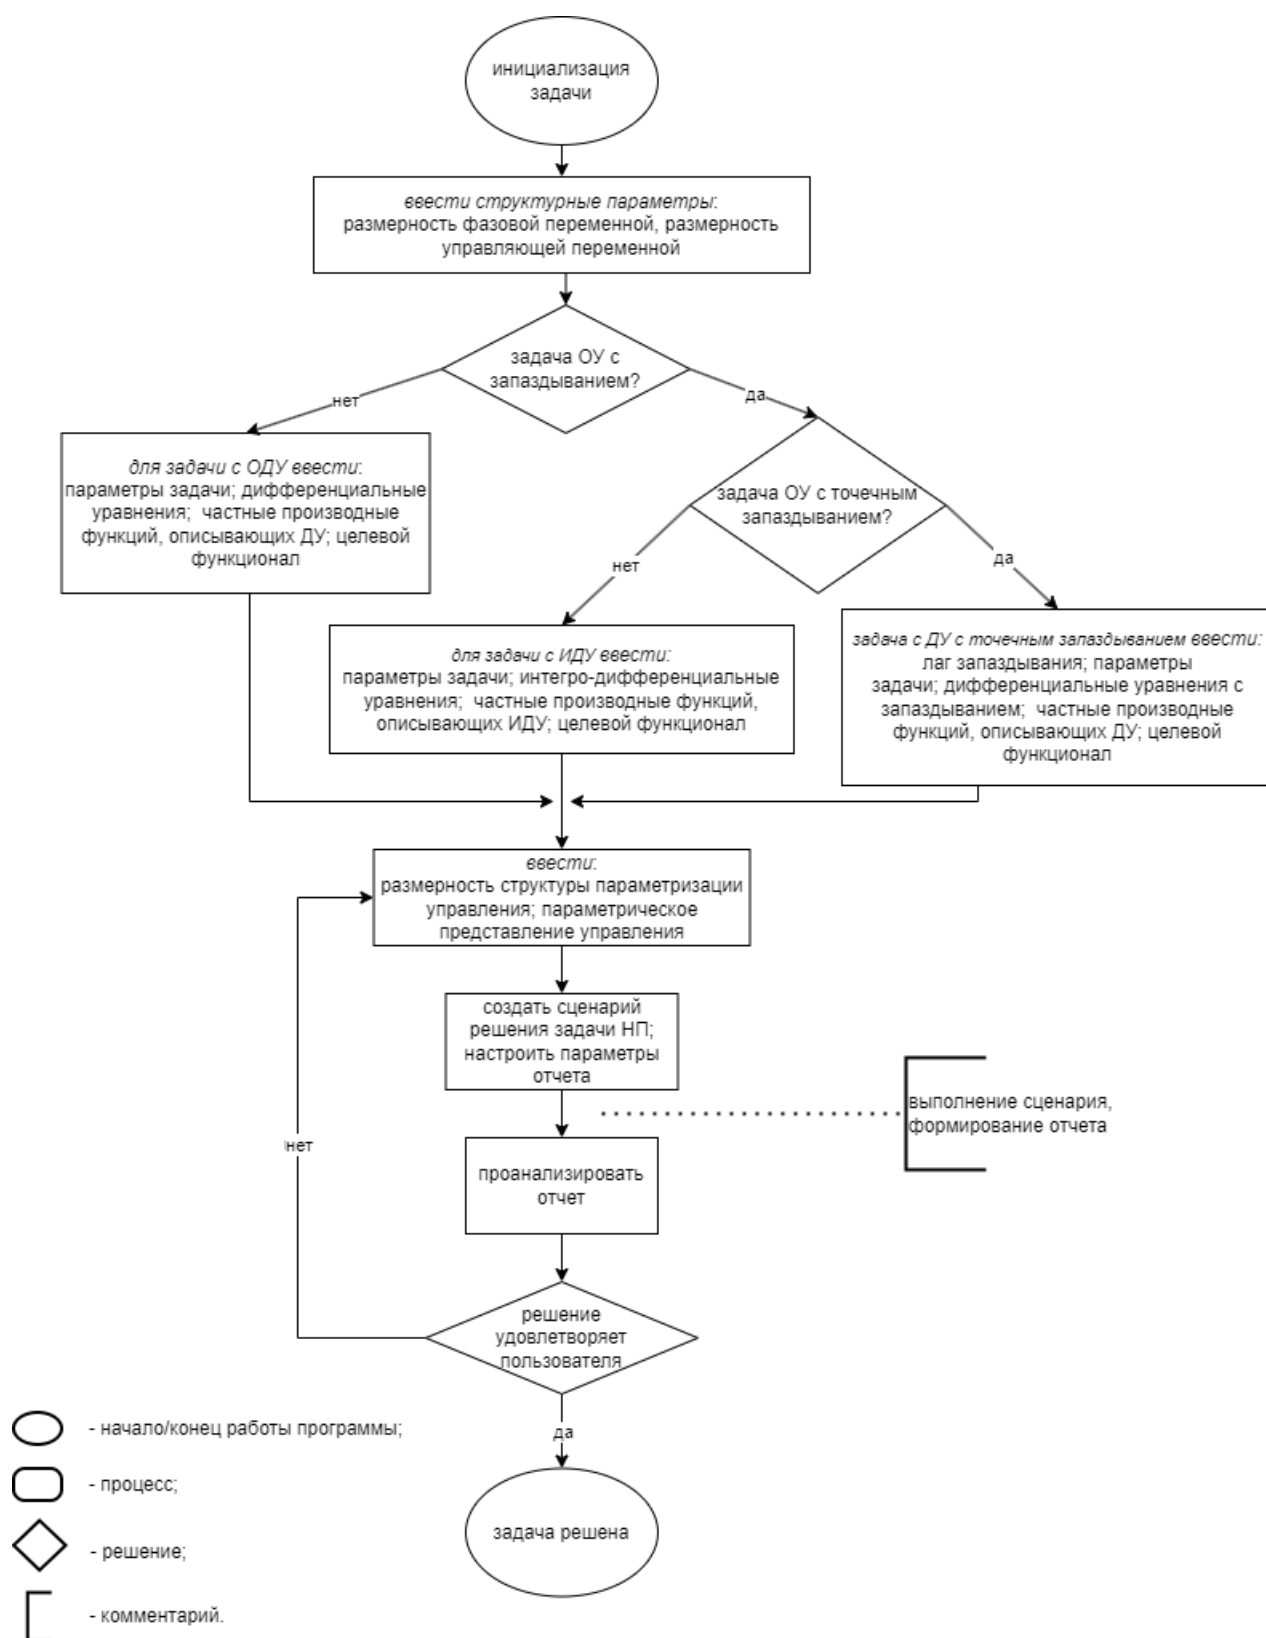 инициализация
задачи
ввести структурные параметры:
размерность фазовой переменной, размерность
управляющей переменной
задача ОУ с
запаздыванием?
нет
да
для задачи с ОДУ ввести:
параметры задачи; дифференциальные
уравнения; частные производные
функций, описывающих ДУ; целевой
функционал
задача ОУ с точечным
запаздыванием?
нет
да
для задачи с ИДУ ввести:
параметры задачи; интегро-дифференциальные
уравнения; частные производные функций,
описывающих ИДУ; целевой функционал
задача с ДУ с точечным запаздыванием ввести:
лаг запаздывания; параметры
задачи; дифференциальные уравнения с
запаздыванием; частные производные
функций, описывающих ДУ; целевой
функционал
ввести:
размерность структуры параметризации
управления; параметрическое
представление управления
создать сценарий
решения задачи НП;
настроить параметры
отчета
выполнение сценария,
формирование отчета
нет
проанализировать
отчет
решение
удовлетворяет
пользователя
да
задача решена
- начало/конец работы программы;
- процесс;
- решение;
- комментарий.